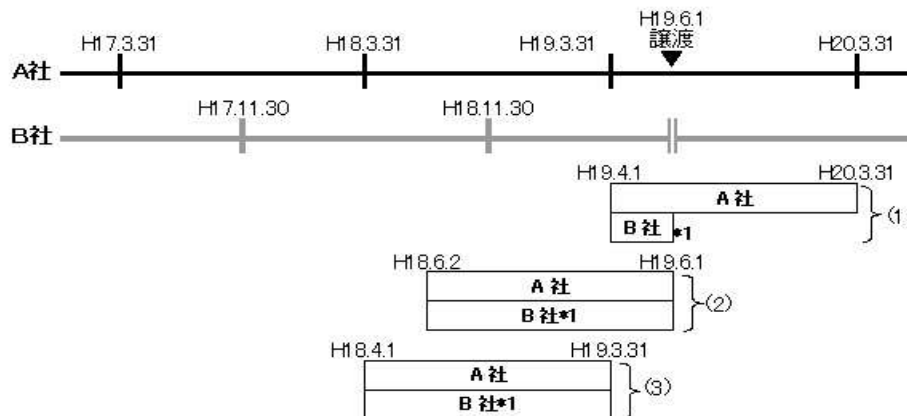 H19.6.1
H17.3.31 H18.3.31 H19.3.31 譲渡 H20.3.31
A社
H17.11.30 H18.11.30
B社
H19.4.1 H20.3.31
A社
B社*1
(1
H18.6.2 H19.6.1
A社
B社*1
(2)
H18.4.1 H19.3.31
A社
B社*1
(3)